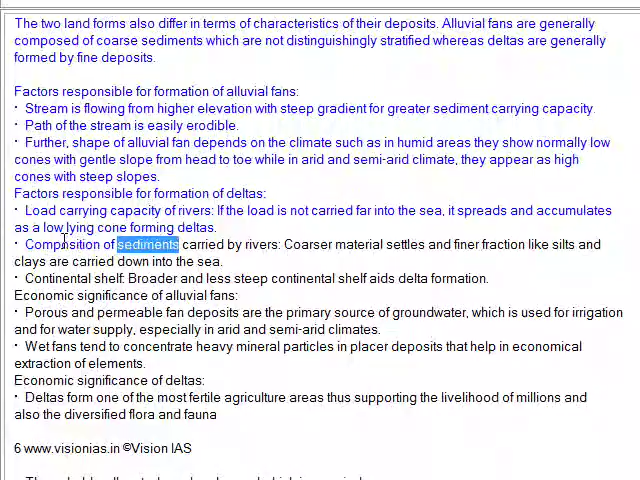 The two land forms also differ in terms of characteristics of their deposits. Alluvial fans are generally
composed of coarse sediments which are not distinguishingly stratified whereas deltas are generally
formed by fine deposits.
Factors responsible for formation of alluvial fans:
· Stream is flowing from higher elevation with steep gradient for greater sediment carrying capacity.
· Path of the stream is easily erodible.
· Further, shape of alluvial fan depends on the climate such as in humid areas they show normally low
cones with gentle slope from head to toe while in arid and semi-arid climate, they appear as high
cones with steep slopes.
Factors responsible for formation of deltas:
· Load carrying capacity of rivers: If the load is not carried far into the sea, it spreads and accumulates
as a low lying cone forming deltas.
· Composition of sediments carried by rivers: Coarser material settles and finer fraction like silts and
clays are carried down into the sea.
· Continental shelf: Broader and less steep continental shelf aids delta formation.
Economic significance of alluvial fans:
· Porous and permeable fan deposits are the primary source of groundwater, which is used for irrigation
and for water supply, especially in arid and semi-arid climates.
· Wet fans tend to concentrate heavy mineral particles in placer deposits that help in economical
extraction of elements.
Economic significance of deltas:
· Deltas form one of the most fertile agriculture areas thus supporting the livelihood of millions and
also the diversified flora and fauna
6 www.visionias.in ©Vision IAS